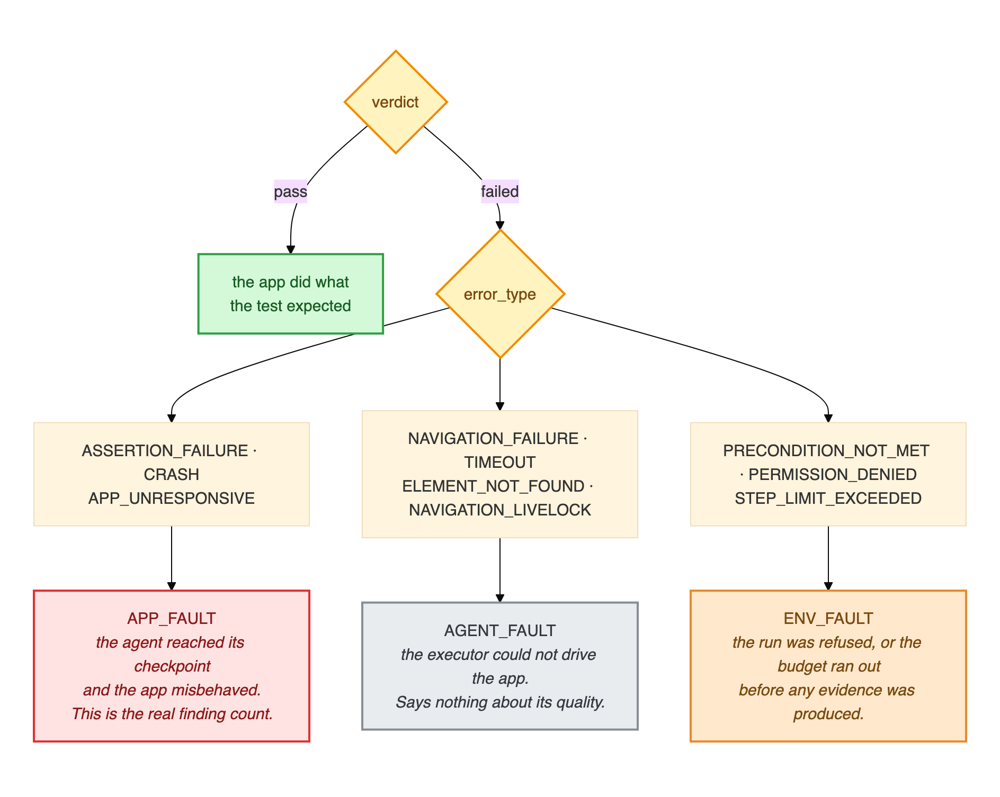 verdict
pass
failed
the app did what
the test expected
error_type
ASSERTION_FAILURE ·
CRASH
APP_UNRESPONSIVE
NAVIGATION_FAILURE ·
TIMEOUT
ELEMENT_NOT_FOUND ·
NAVIGATION_LIVELOCK
PRECONDITION_NOT_MET
· PERMISSION_DENIED
STEP_LIMIT_EXCEEDED
APP_FAULT
the agent reached its
checkpoint
and the app misbehaved.
This is the real finding count.
AGENT_FAULT
the executor could not drive
the app.
Says nothing about its quality.
ENV_FAULT
the run was refused, or the
budget ran out
before any evidence was
produced.